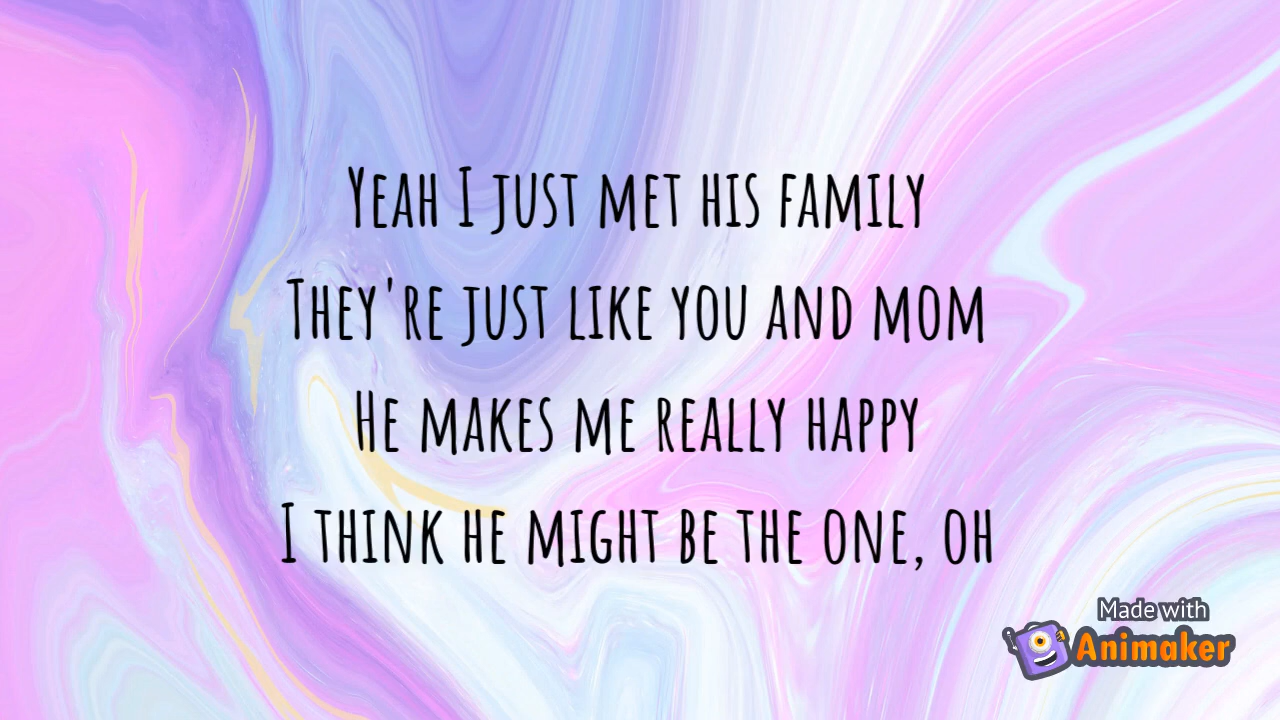 Yeah I just met his family
They're just like you and mom
He makes me really happy
I think he might be the one, oh
Made with
Animaker